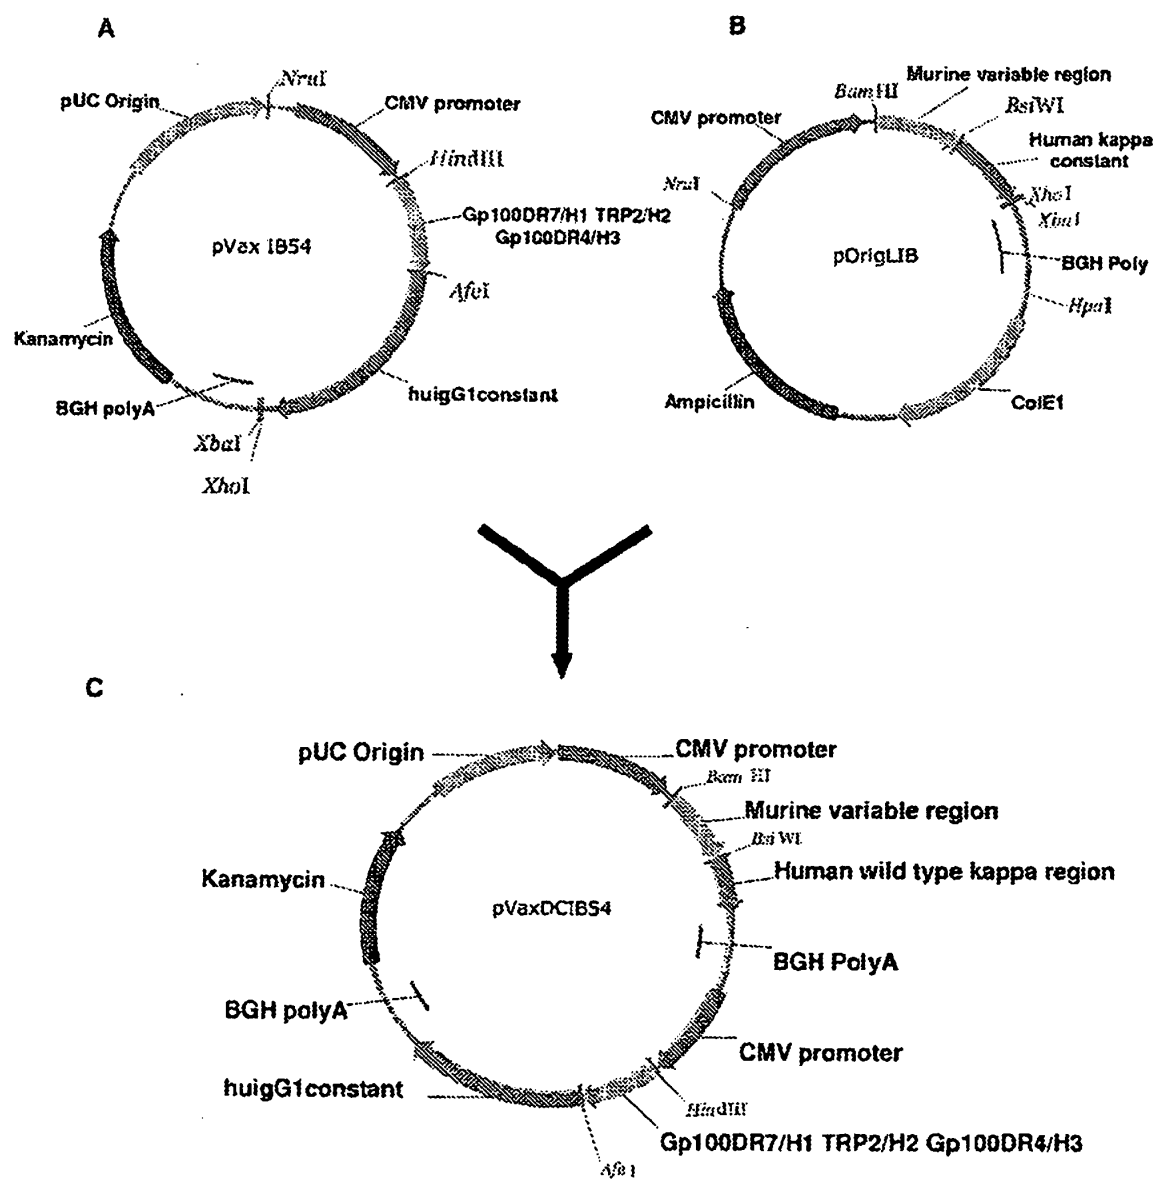 A
NruI
pUC Origin
CMV promoter
HindIII
Gp100DR7/H1 TRP2/H2
Gp100DR4/H3
pVax IB54
AfeI
Kanamycin
huigG1constant
BGH polyA
XbaI
XhoI
B
Murine variable region
BamHI
BsiWI
CMV promoter
Human kappa
constant
NruI
XhoI
XbaI
pOrigLIB
BGH Poly
HpaI
Ampicillin
ColE1
C
pUC Origin
CMV promoter
Bam HI
Murine variable region
Bsi WI
Human wild type kappa region
Kanamycin
pVaxDCIB54
BGH PolyA
BGH polyA
CMV promoter
huigG1constant
HindIII
Gp100DR7/H1 TRP2/H2 Gp100DR4/H3
Afe I